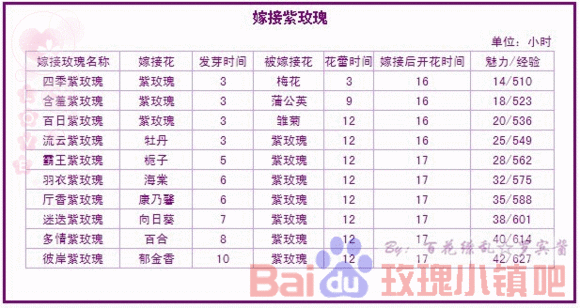 嫁接紫玫瑰
单位：小时
嫁接玫瑰名称 嫁接花 发芽时间 被嫁接花 花蕾时间 嫁接后开花时间 魅力/经验
四季紫玫瑰 紫玫瑰 3 梅花 3 16 14/510
含羞紫玫瑰 紫玫瑰 3 蒲公英 9 16 18/523
百日紫玫瑰 紫玫瑰 3 雏菊 12 16 20/536
流云紫玫瑰 牡丹 3 紫玫瑰 12 16 25/549
霸王紫玫瑰 栀子 5 紫玫瑰 12 17 28/562
羽衣紫玫瑰 海棠 6 紫玫瑰 12 17 32/575
厅香紫玫瑰 康乃馨 6 紫玫瑰 12 17 35/588
迷迭紫玫瑰 向日葵 7 紫玫瑰 12 17 38/601
多情紫玫瑰 百合 8 紫玫瑰 12 17 40/614
彼岸紫玫瑰 郁金香 10 紫玫瑰 12 17 42/627
By: 百花缭乱
Bai du 玫瑰小镇吧